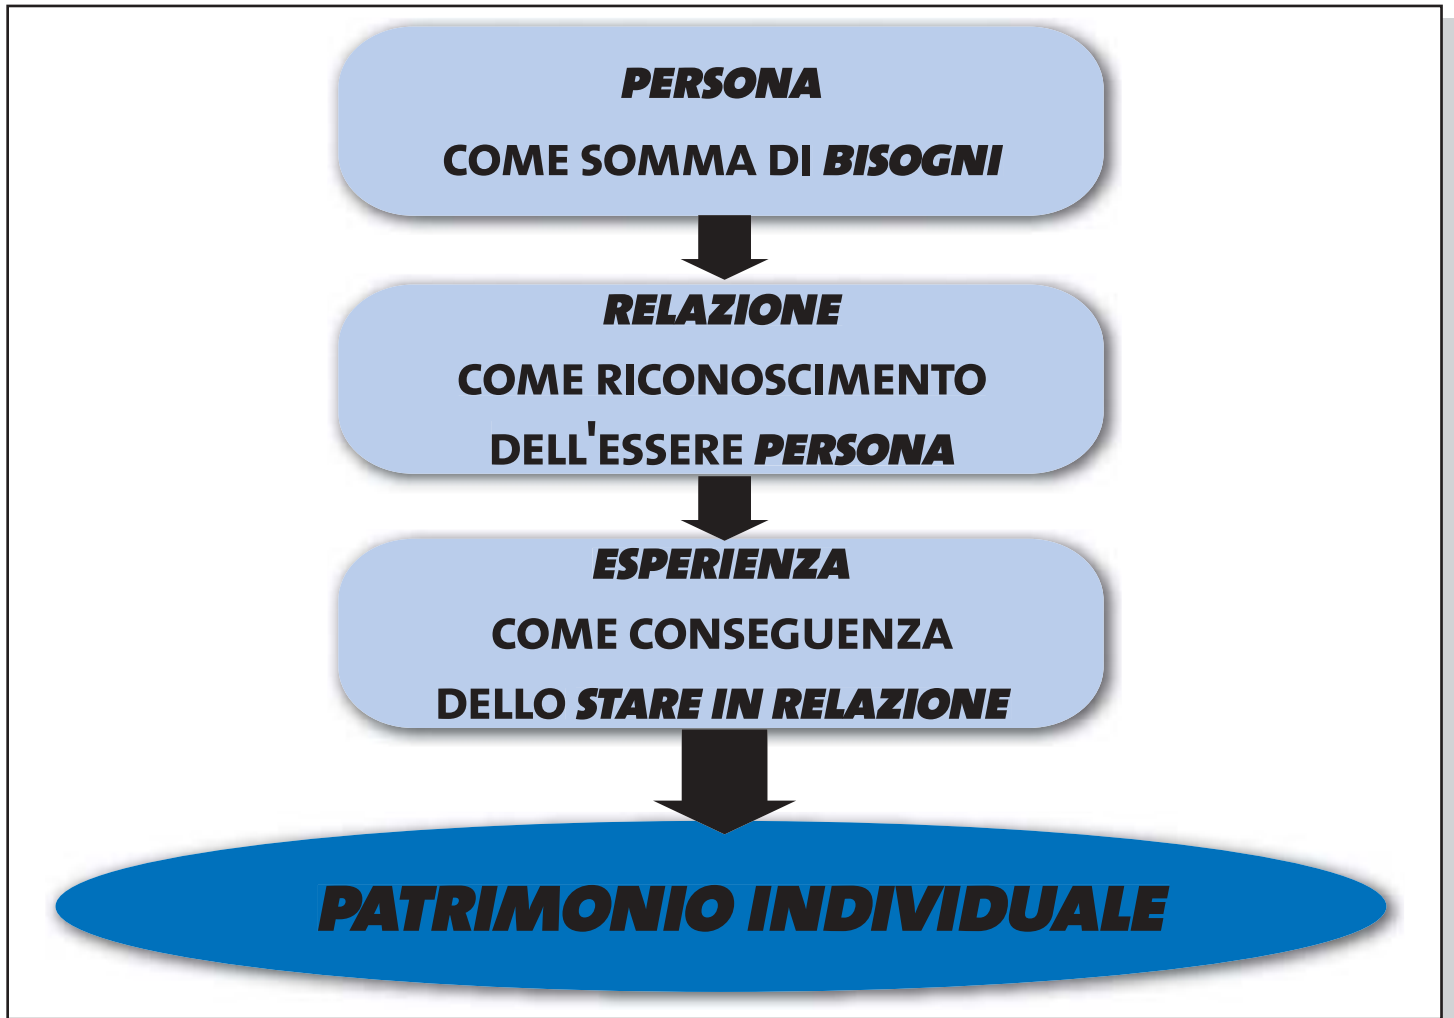 PERSONA
COME SOMMA DI BISOGNI
RELAZIONE
COME RICONOSCIMENTO
DELL'ESSERE PERSONA
ESPERIENZA
COME CONSEGUENZA
DELLO STARE IN RELAZIONE
PATRIMONIO INDIVIDUALE